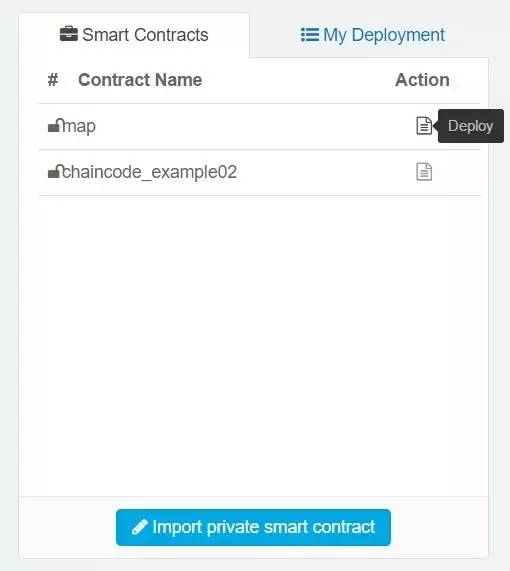 Smart Contracts My Deployment
# Contract Name Action
map Deploy
chaincode_example02
Import private smart contract